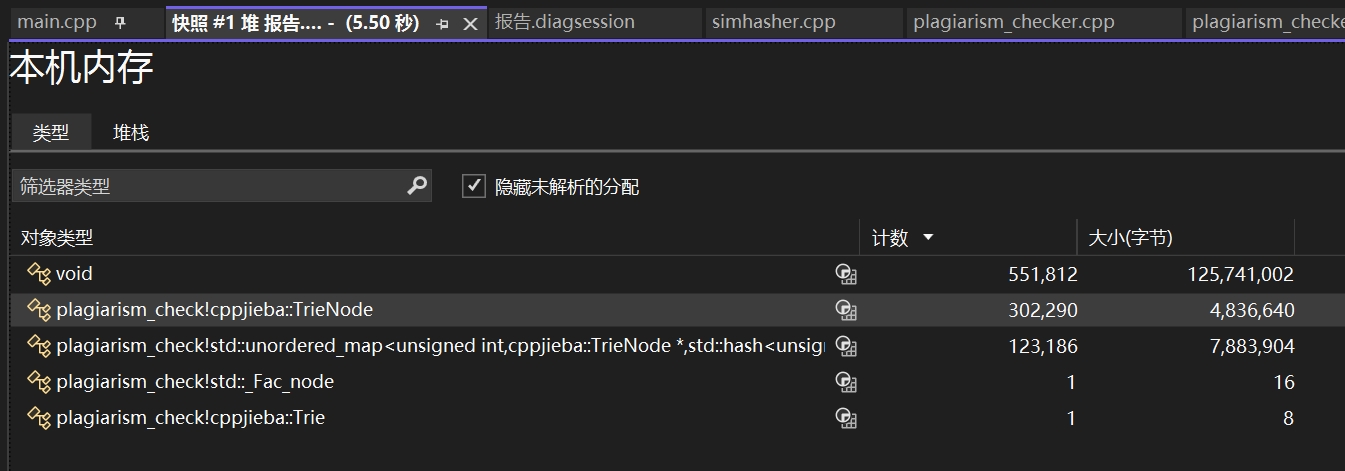 main.cpp 快照 #1 堆 报告.... - (5.50 秒) 报告.diagsession simhasher.cpp plagiarism_checker.cpp plagiarism_checke
本机内存
类型 堆栈
筛选器类型 隐藏未解析的分配
对象类型 计数 大小(字节)
void 551,812 125,741,002
plagiarism_check!cppjieba::TrieNode 302,290 4,836,640
plagiarism_check!std::unordered_map<unsigned int,cppjieba::TrieNode *,std::hash<unsig 123,186 7,883,904
plagiarism_check!std::_Fac_node 1 16
plagiarism_check!cppjieba::Trie 1 8